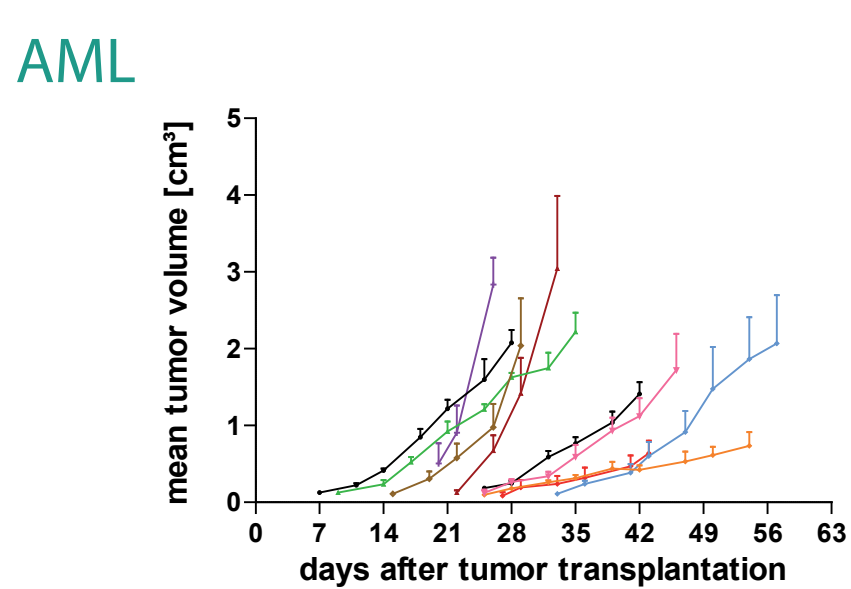 AML
mean tumor volume [cm³]
5
4
3
2
1
0
0 7 14 21 28 35 42 49 56 63
days after tumor transplantation